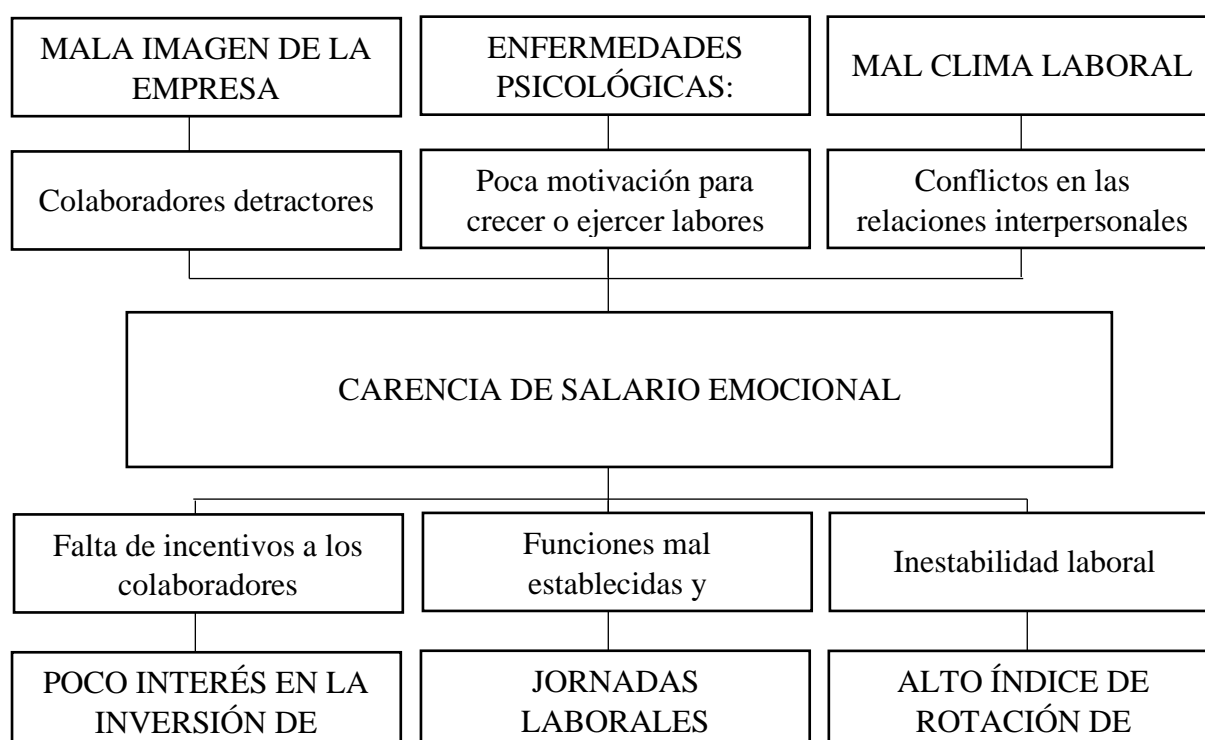 MALA IMAGEN DE LA
EMPRESA
ENFERMEDADES
PSICOLÓGICAS:
MAL CLIMA LABORAL
Colaboradores detractores
Poca motivación para
crecer o ejercer labores
Conflictos en las
relaciones interpersonales
CARENCIA DE SALARIO EMOCIONAL
Falta de incentivos a los
colaboradores
Funciones mal
establecidas y
Inestabilidad laboral
POCO INTERÉS EN LA
INVERSIÓN DE
JORNADAS
LABORALES
ALTO ÍNDICE DE
ROTACIÓN DE